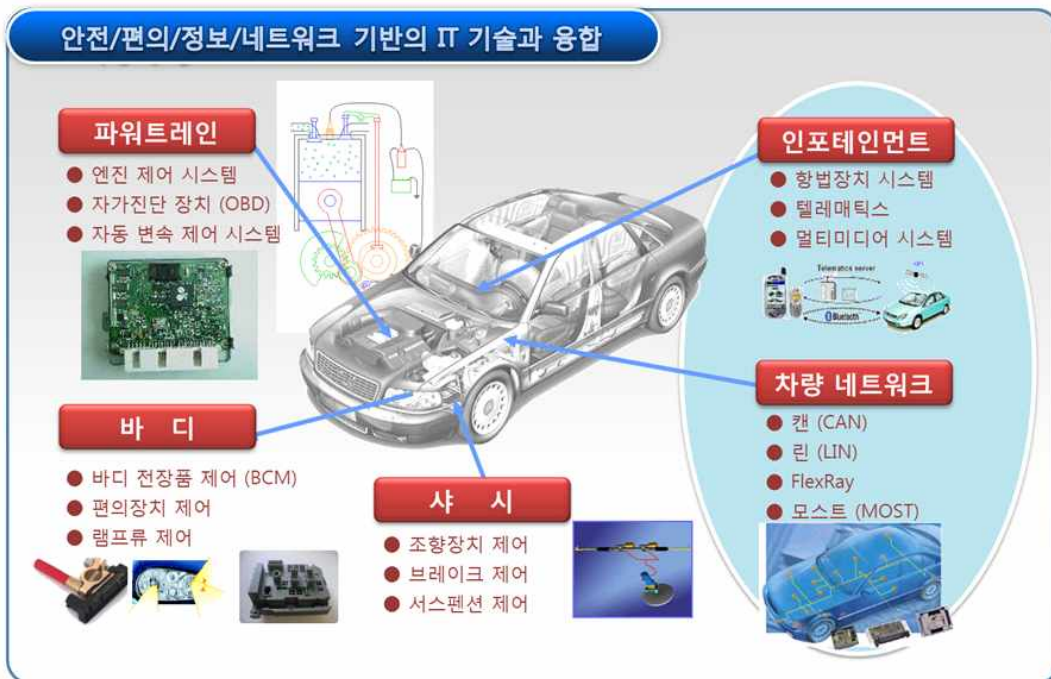 안전/편의/정보/네트워크 기반의 IT 기술과 융합
파워트레인
● 엔진 제어 시스템
● 자가진단 장치 (OBD)
● 자동 변속 제어 시스템
인포테인먼트
● 항법장치 시스템
● 텔레매틱스
● 멀티미디어 시스템
Telematics server
Bluetooth
차량 네트워크
● 캔 (CAN)
● 린 (LIN)
● FlexRay
● 모스트 (MOST)
바 디
● 바디 전장품 제어 (BCM)
● 편의장치 제어
● 램프류 제어
샤 시
● 조향장치 제어
● 브레이크 제어
● 서스펜션 제어